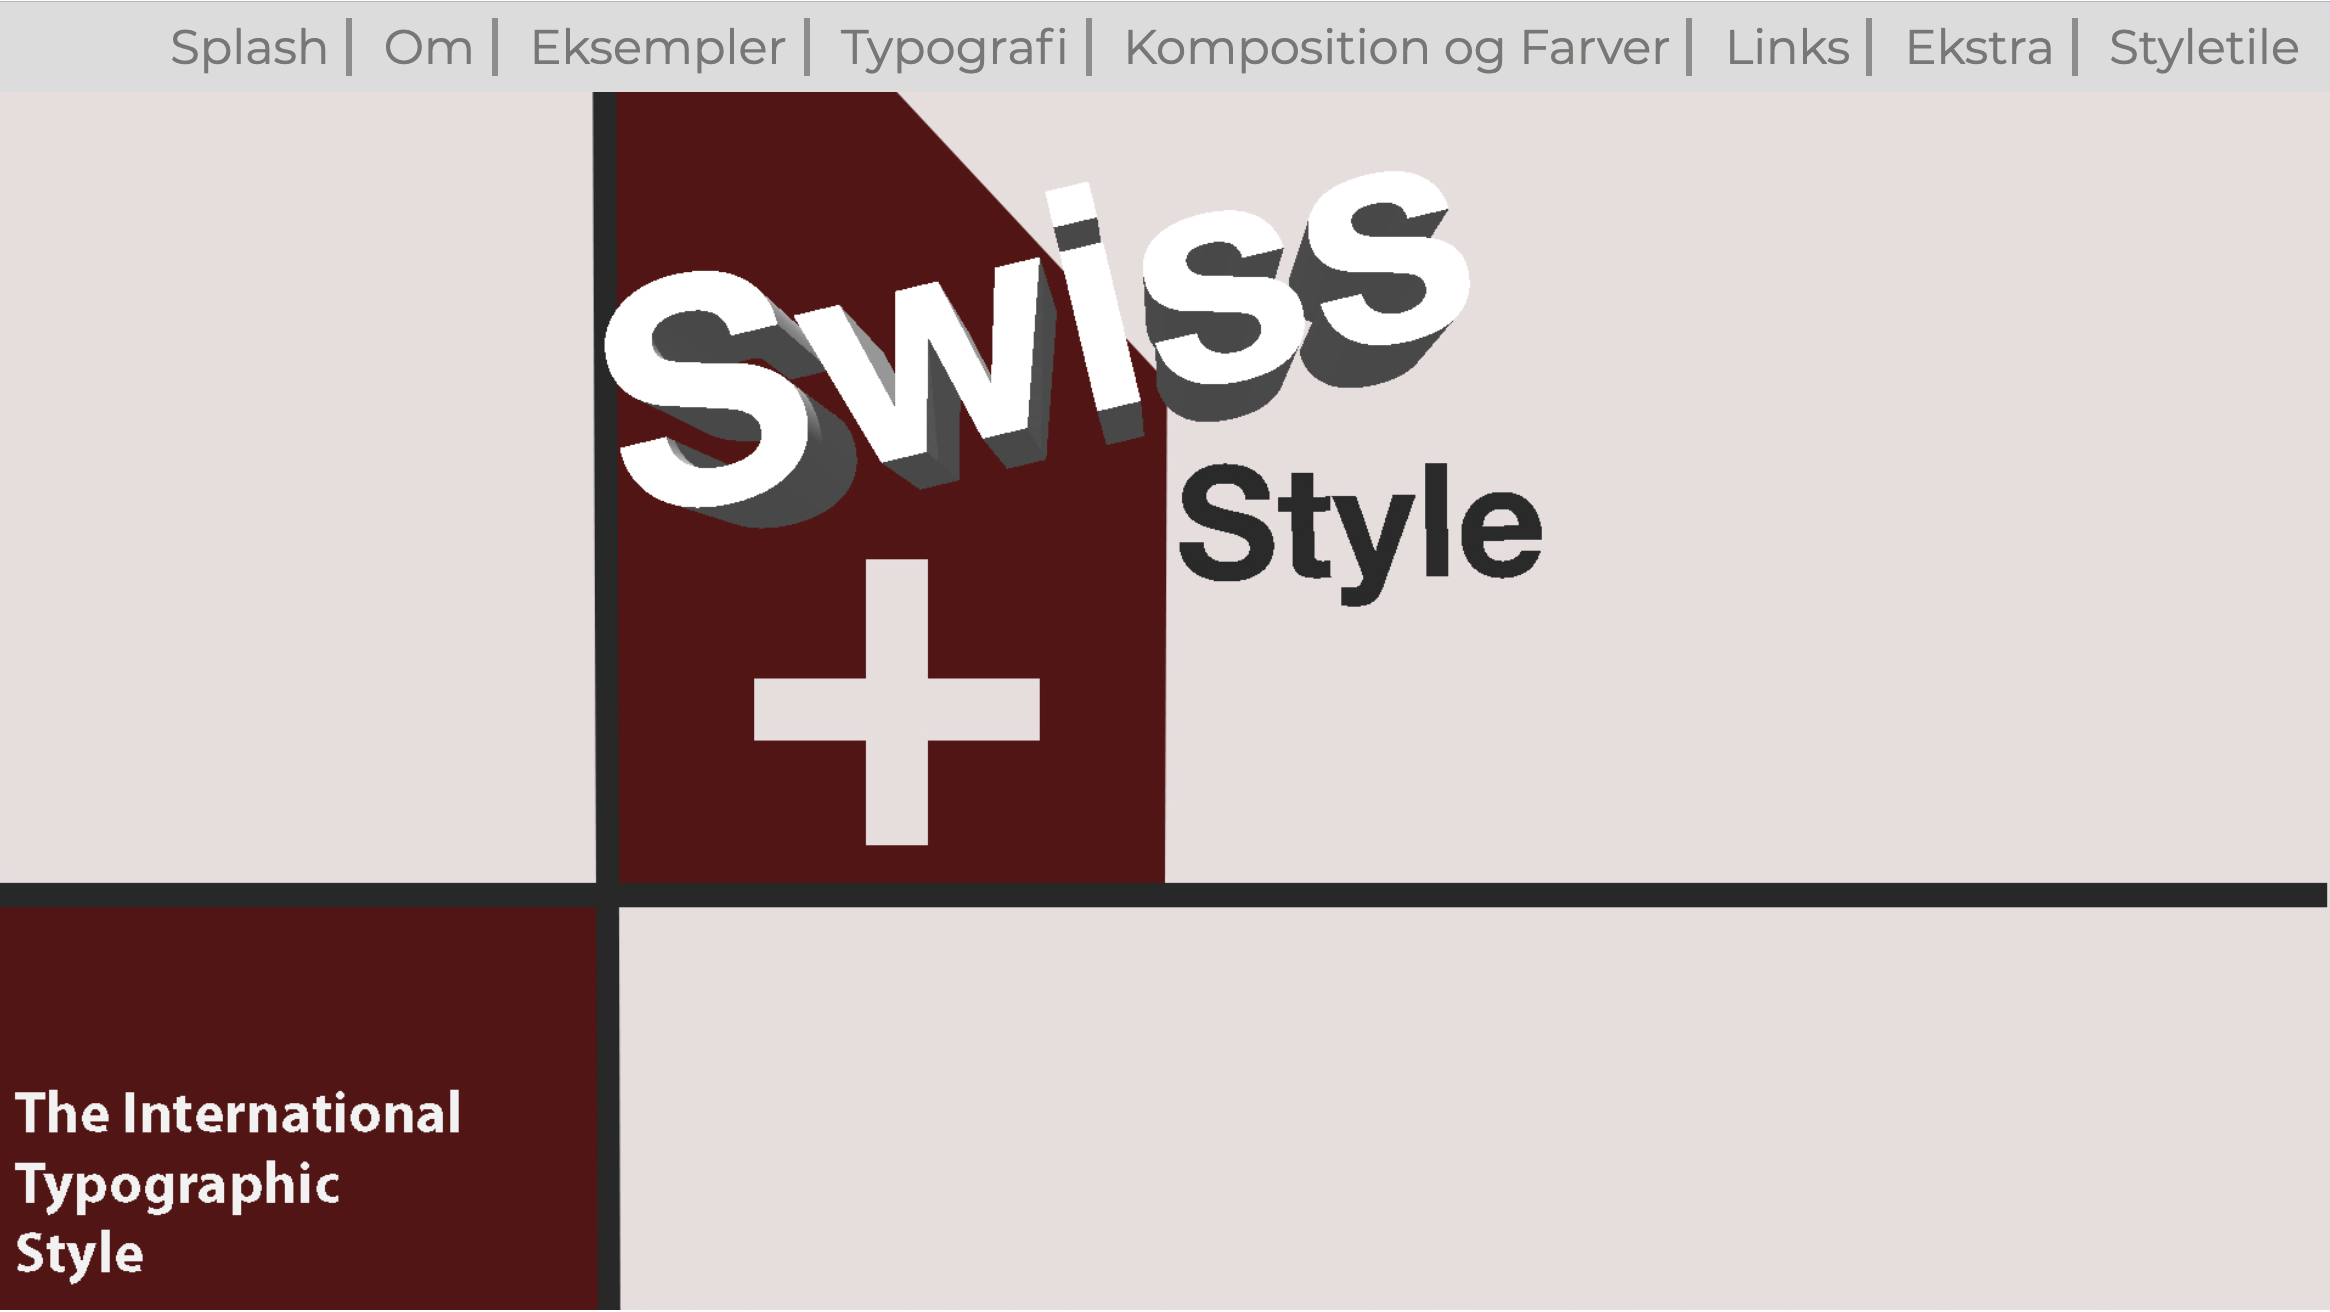 Splash | Om | Eksempler | Typografi | Komposition og Farver | Links | Ekstra | Styletile
Swiss
Style
The International
Typographic
Style